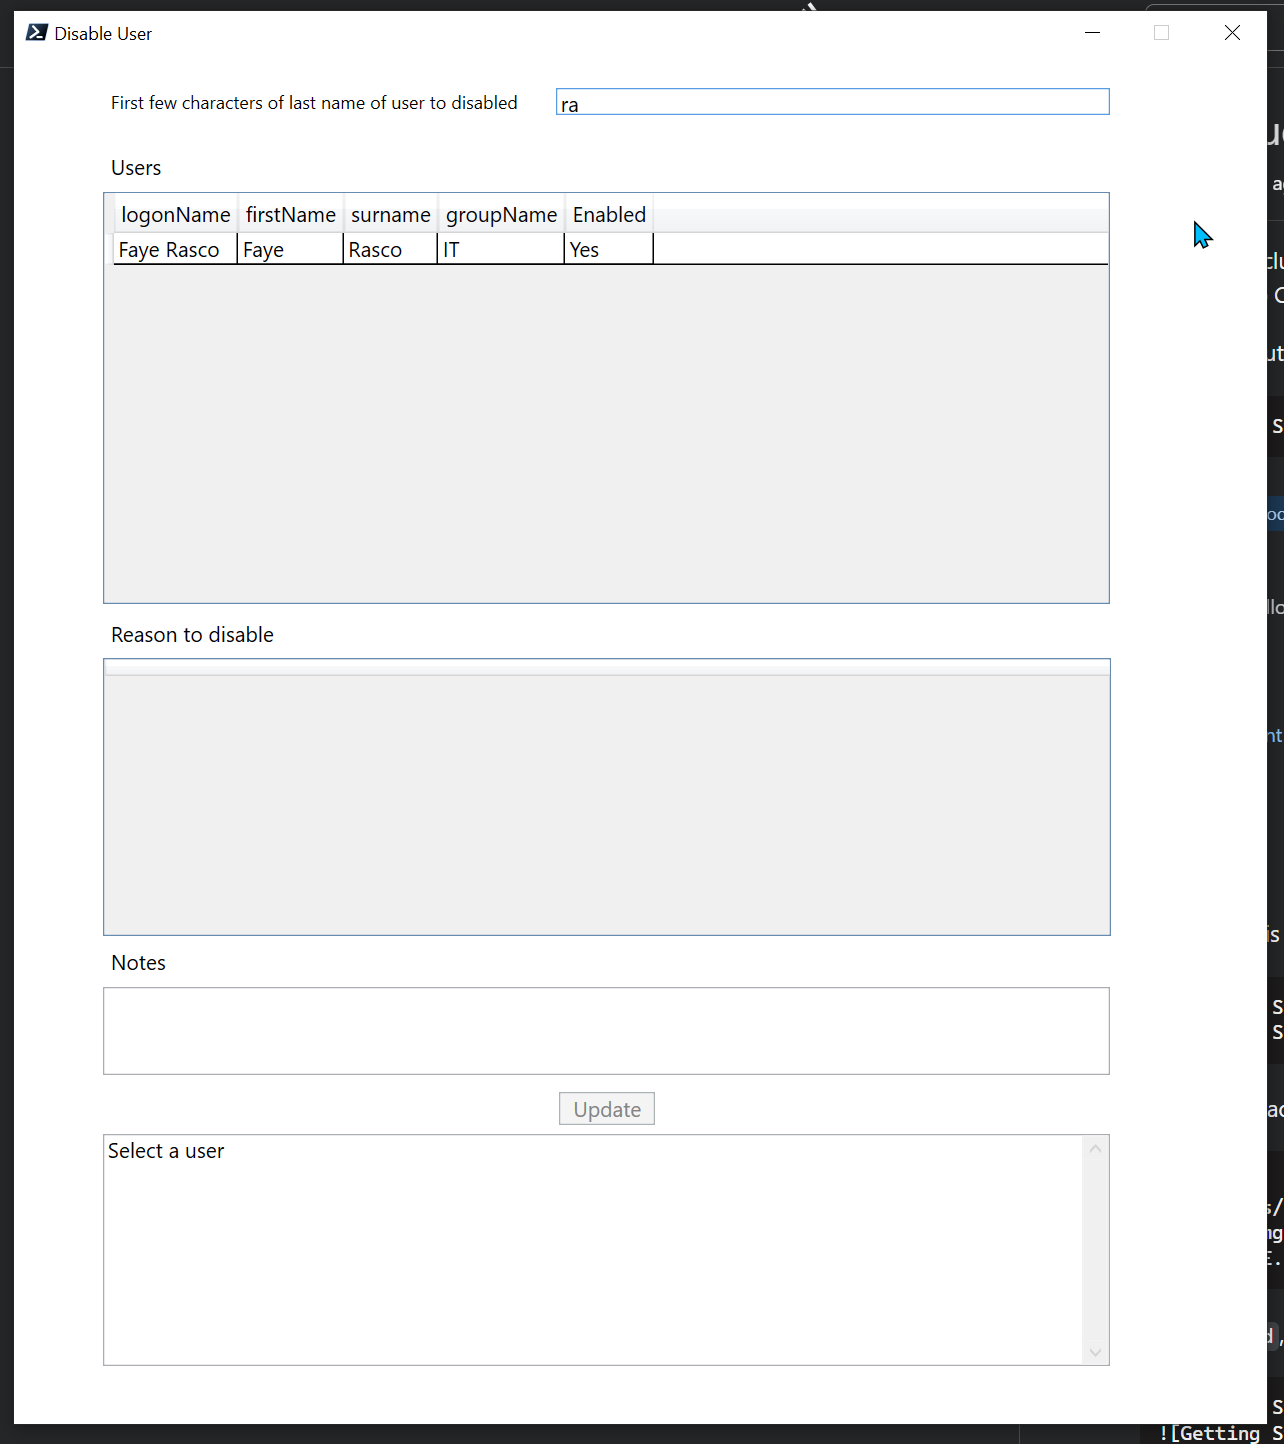 Disable User
First few characters of last name of user to disabled
ra
Users
logonName firstName surname groupName Enabled
Faye Rasco Faye Rasco IT Yes
Reason to disable
Notes
Update
Select a user
![Getting S